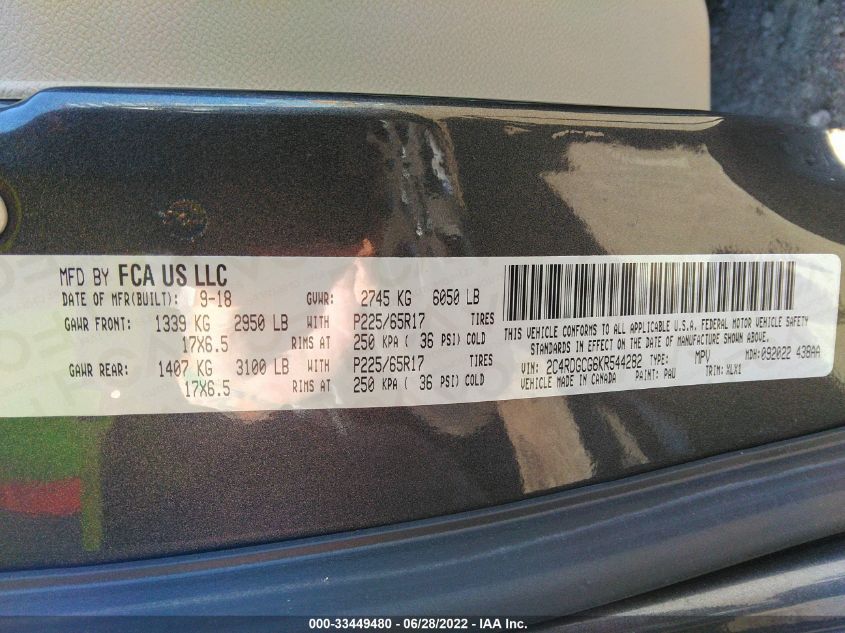 MFD BY FCA US LLC
DATE OF MFR(BUILT): 9-18 GVWR: 2745 KG 6050 LB
GAWR FRONT: 1339 KG 2950 LB WITH P225/65R17 TIRES
17X6.5 RIMS AT 250 KPA ( 36 PSI) COLD
GAWR REAR: 1407 KG 3100 LB WITH P225/65R17 TIRES
17X6.5 RIMS AT 250 KPA ( 36 PSI) COLD
THIS VEHICLE CONFORMS TO ALL APPLICABLE U.S.A. FEDERAL MOTOR VEHICLE SAFETY
STANDARDS IN EFFECT ON THE DATE OF MANUFACTURE SHOWN ABOVE.
VIN: 2C4RDGCG8KR544282 TYPE: MPV MDH: 092022 438AA
MADE IN CANADA PAINT: PAU TRIM: HLX1
000-33449480 - 06/28/2022 - IAA Inc.